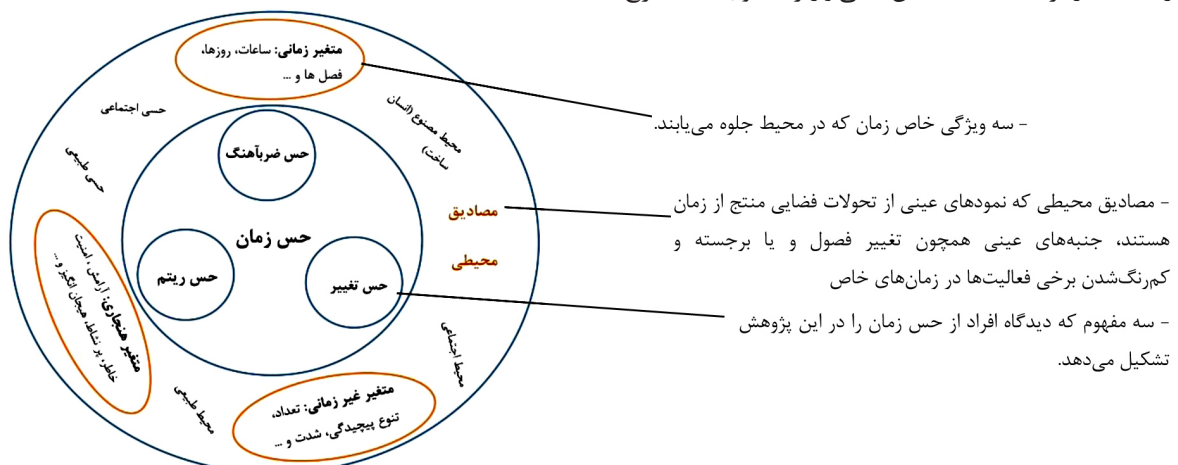 متغیر زمانی: ساعات، روزها،
فصل ها و ...
حسی اجتماعی
محیط مصنوع (انسان
ساخت)
حسی طبیعی
حس ضربآهنگ
مصادیق
محیطی
حس زمان
حس ریتم
حس تغییر
متغیر هنجاری: آرامش، امنیت
خاطر، پر نشاط، هیجان انگیز و...
محیط اجتماعی
محیط طبیعی
متغیر غیر زمانی: تعداد،
تنوع پیچیدگی، شدت و ...
- سه ویژگی خاص زمان که در محیط جلوه می‌یابند.
- مصادیق محیطی که نمودهای عینی از تحولات فضایی منتج از زمان
هستند، جنبه‌های عینی همچون تغییر فصول و یا برجسته و
کم‌رنگ‌شدن برخی فعالیت‌ها در زمان‌های خاص
- سه مفهوم که دیدگاه افراد از حس زمان را در این پژوهش
تشکیل می‌دهد.